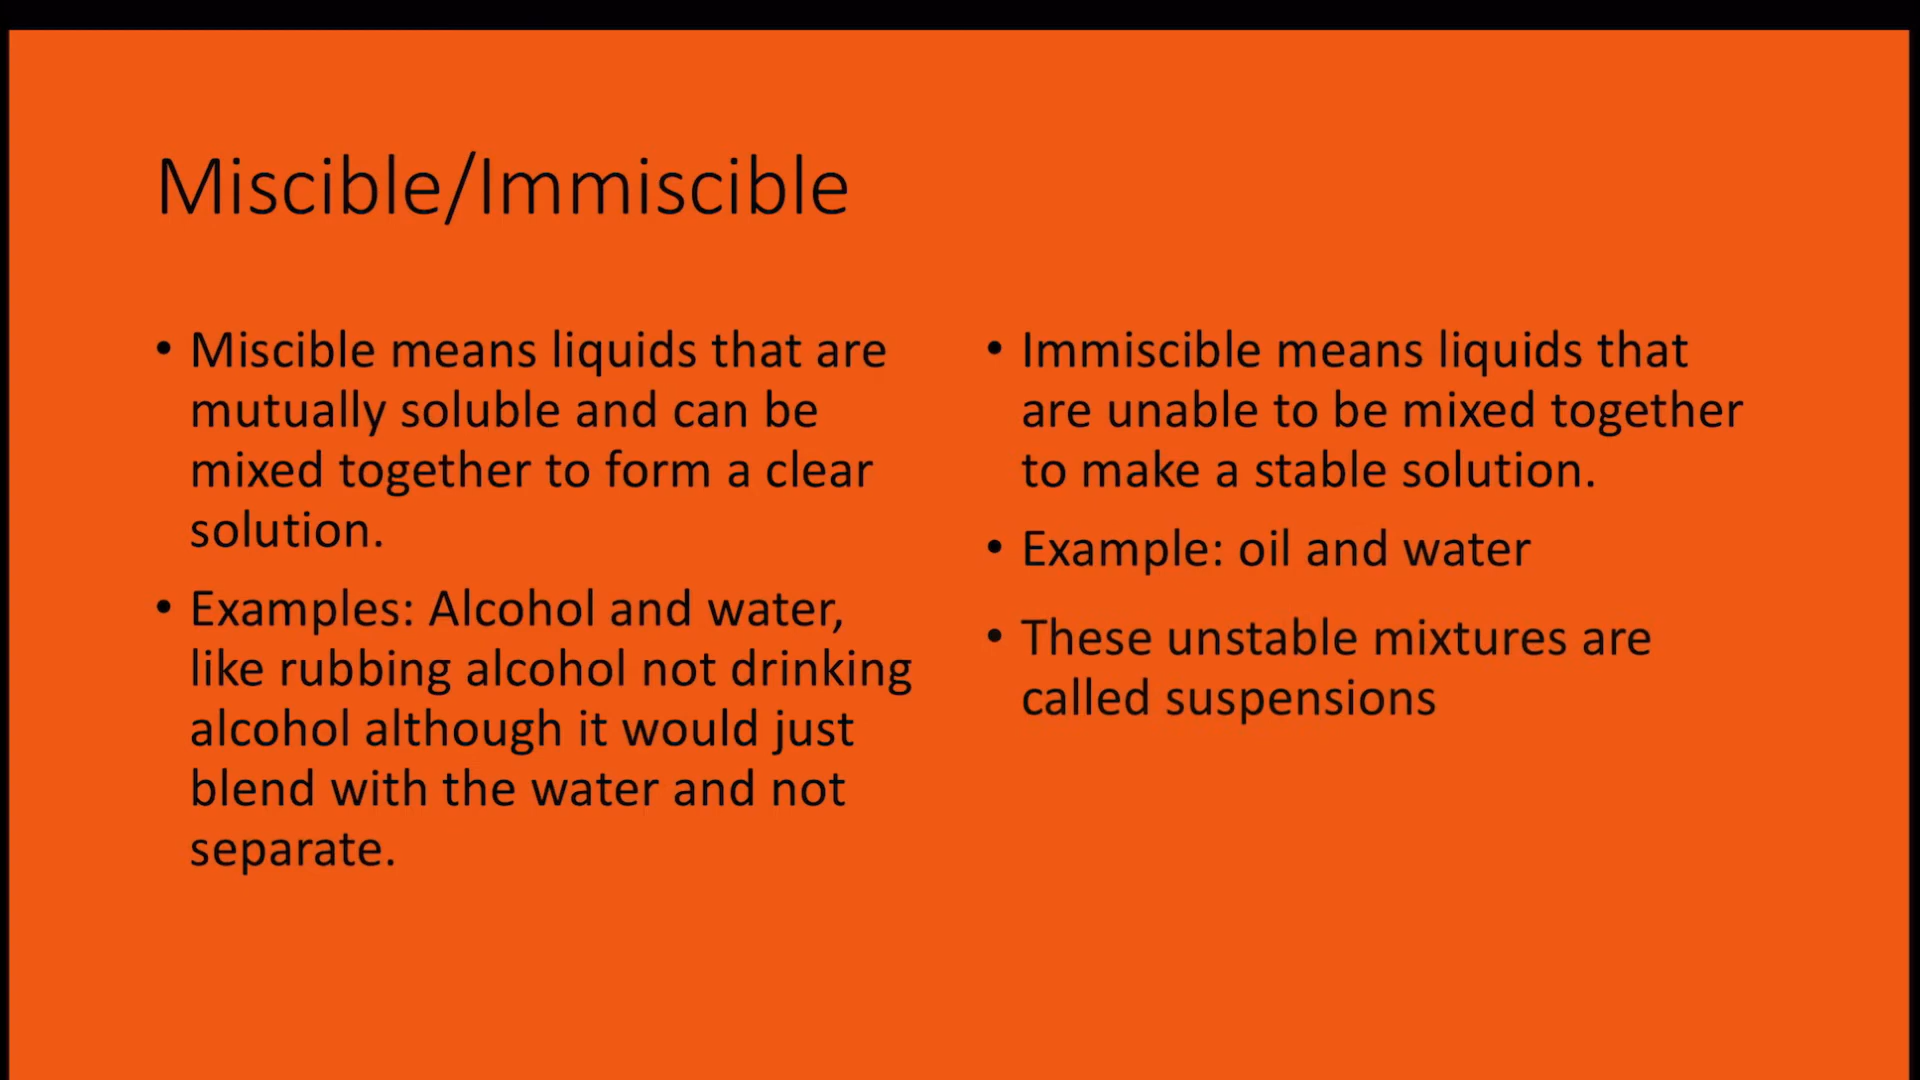 Miscible/Immiscible
• Miscible means liquids that are
mutually soluble and can be
mixed together to form a clear
solution.
• Examples: Alcohol and water,
like rubbing alcohol not drinking
alcohol although it would just
blend with the water and not
separate.
• Immiscible means liquids that
are unable to be mixed together
to make a stable solution.
• Example: oil and water
• These unstable mixtures are
called suspensions